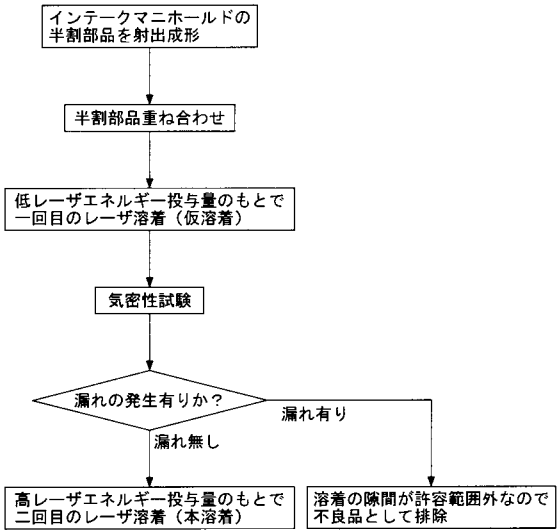 インテークマニホールドの
半割部品を射出成形
半割部品重ね合わせ
低レーザエネルギー投与量のもとで
一回目のレーザ溶着（仮溶着）
気密性試験
漏れの発生有りか？
漏れ有り
漏れ無し
高レーザエネルギー投与量のもとで
二回目のレーザ溶着（本溶着）
溶着の隙間が許容範囲外なので
不良品として排除